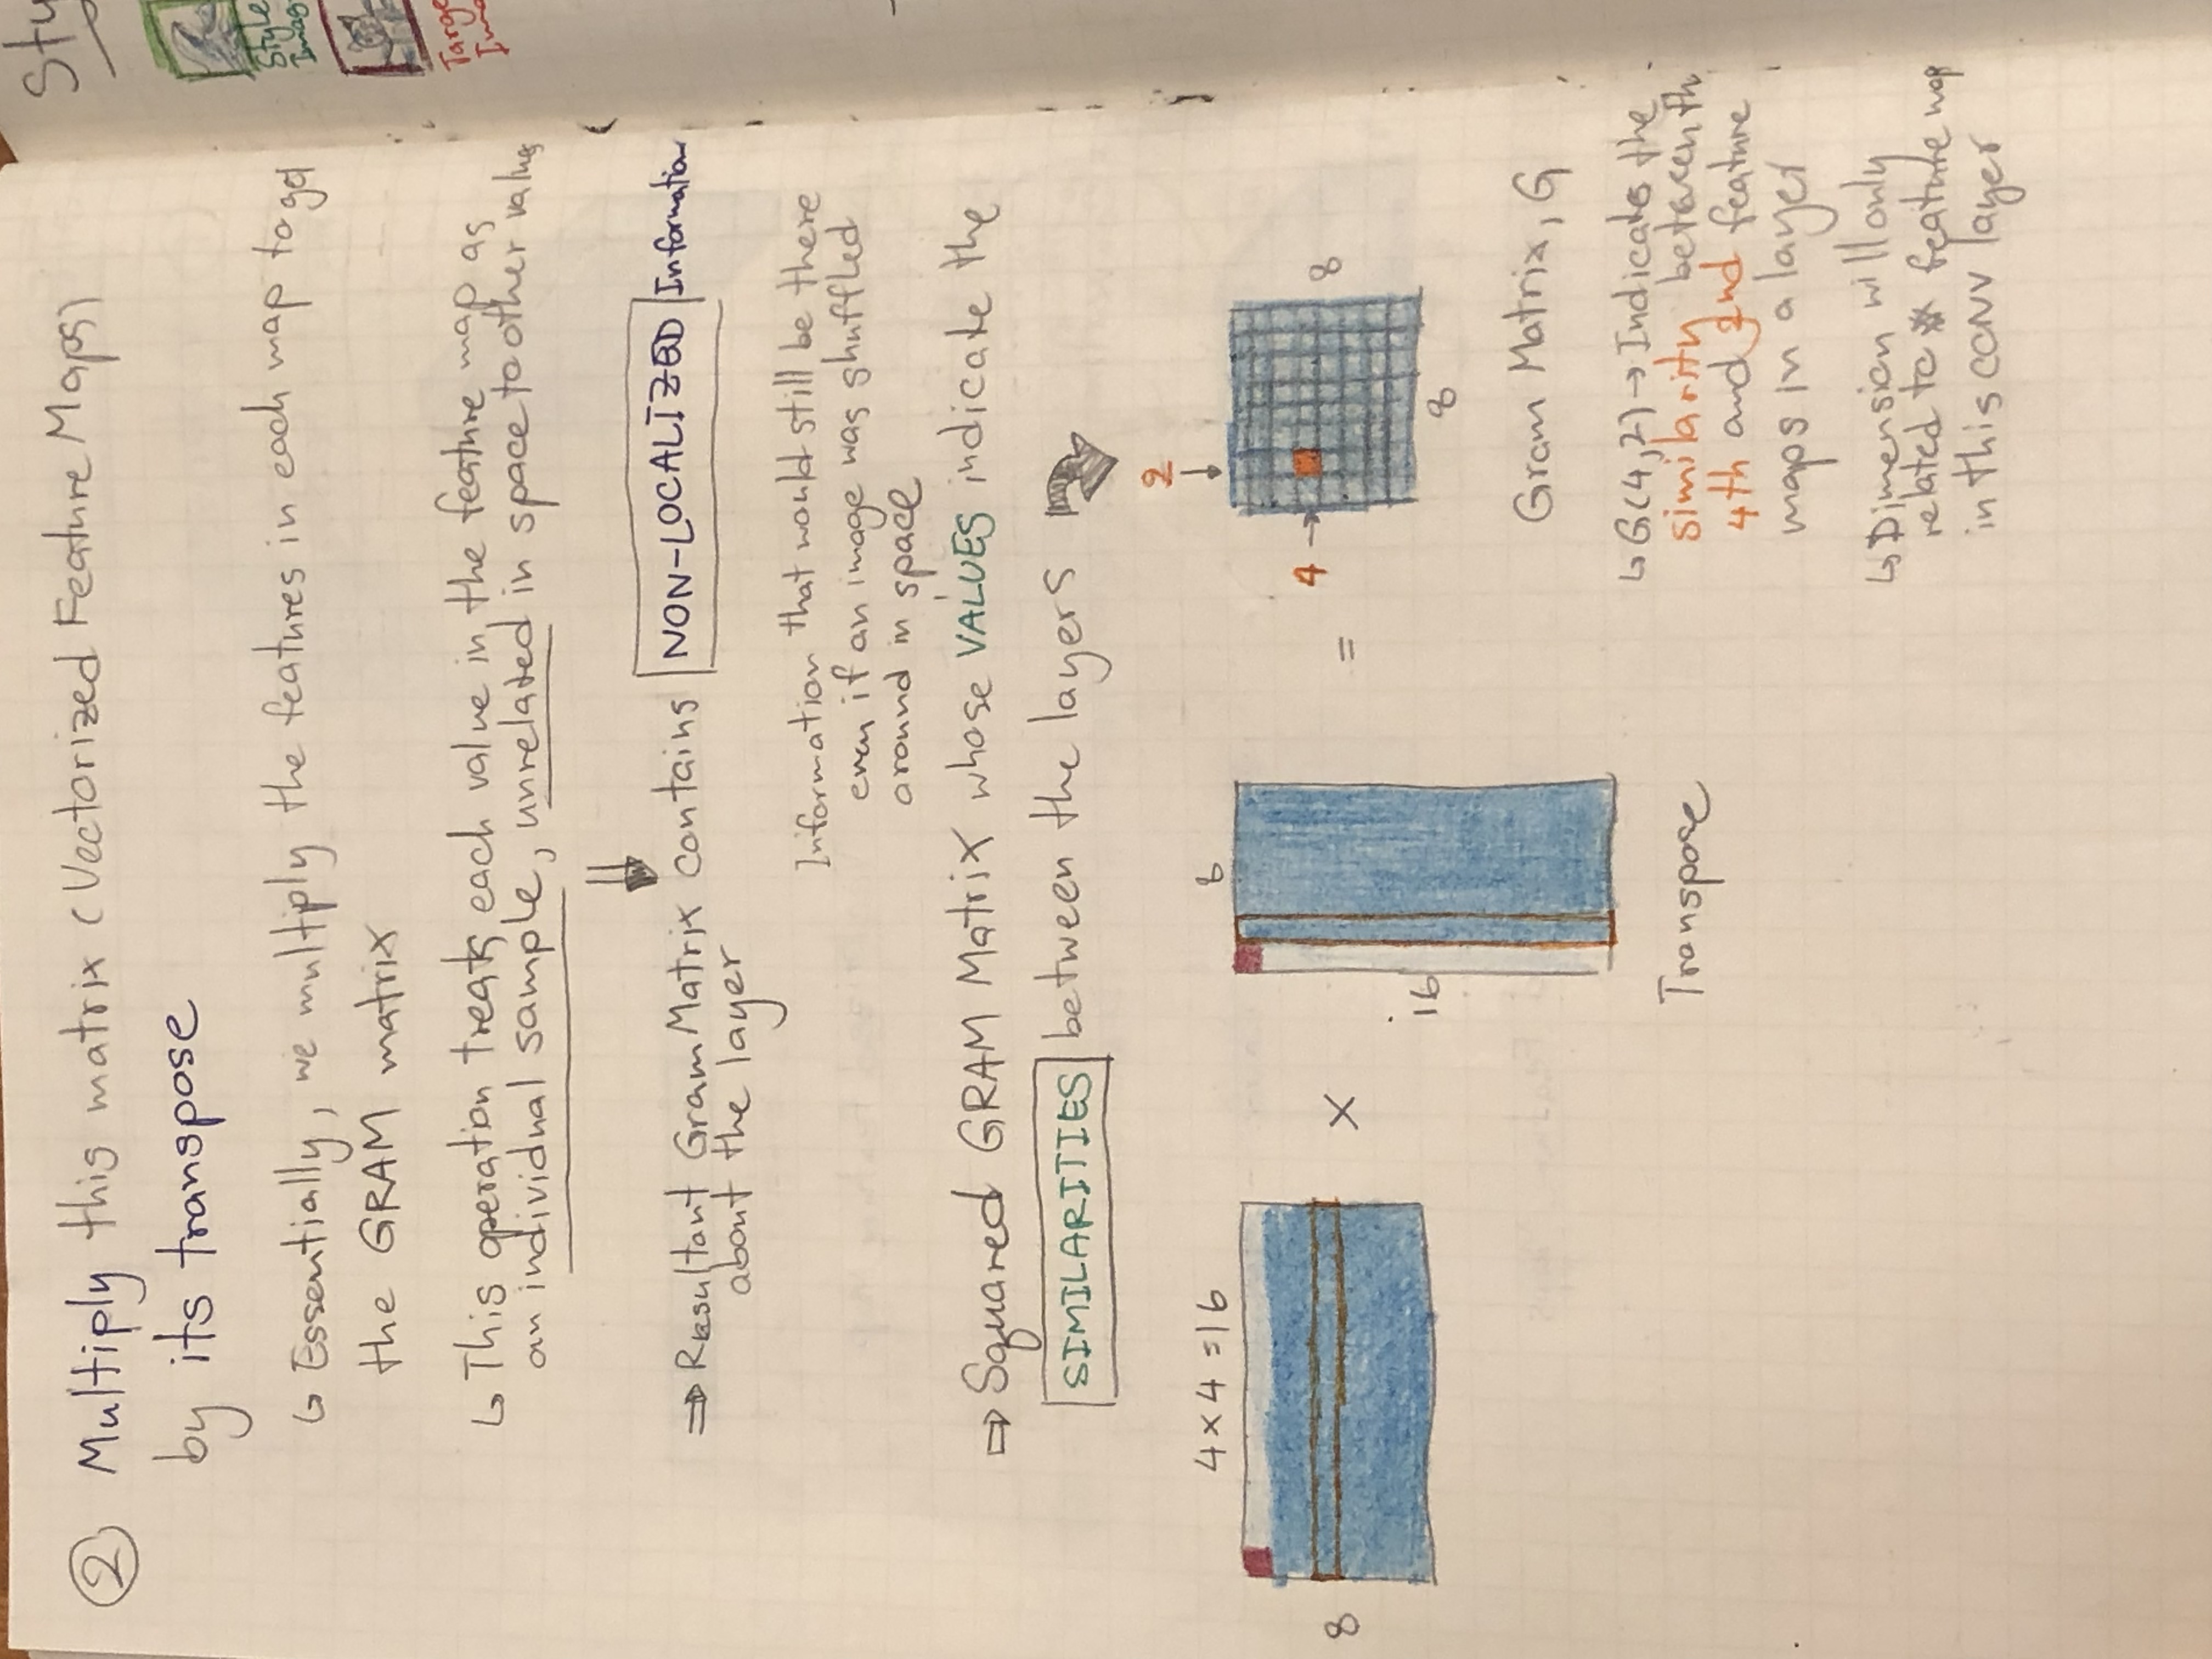 ② Multiply this matrix (Vectorized Feature Maps)
by its transpose
↳ Essentially, we multiply the features in each map to get
the GRAM matrix
↳ This operation treats each value in the feature map as
an individual sample, unrelated in space to other values
⇒ Resultant Gram Matrix contains NON-LOCALIZED Information
about the layer
Information that would still be there
even if an image was shuffled
around in space
⇒ Squared GRAM Matrix whose VALUES indicate the
SIMILARITIES between the layers
2
4 × 4 = 16
8
4 →
8
8
×
=
16
8
Gram Matrix, G
Transpose
↳ G(4,2) → Indicates the
similarity between th
4th and 2nd feature
maps in a layer
↳ Dimension will only
related to # feature map
in this CONV layer
Sty
Style
Imag
Targe
Ima